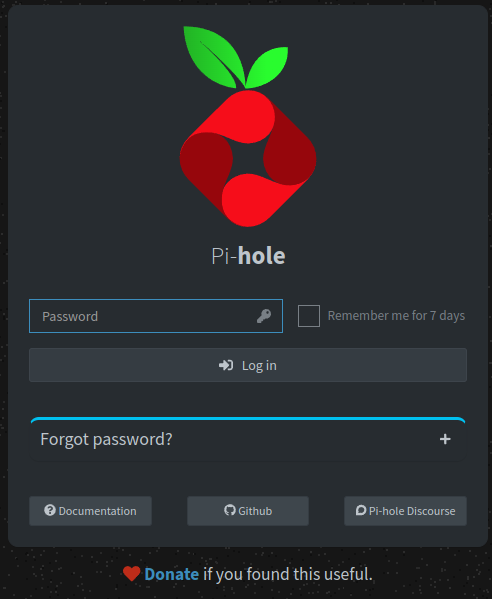 Pi-hole
Password
Remember me for 7 days
Log in
Forgot password?
Documentation
Github
Pi-hole Discourse
Donate if you found this useful.